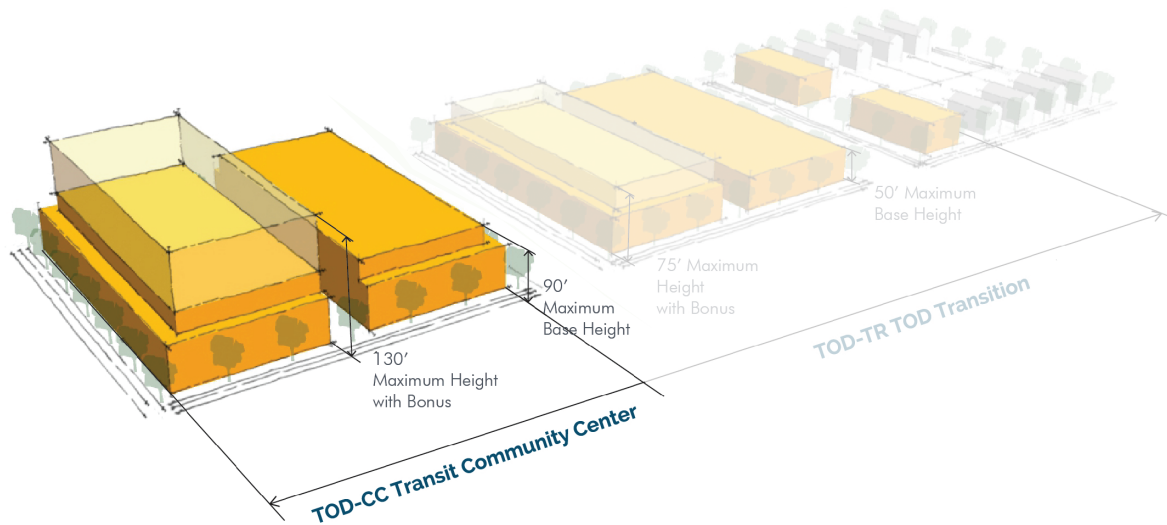 50’ Maximum
Base Height
75’ Maximum
Height
with Bonus
90’
Maximum
Base Height
130’
Maximum Height
with Bonus
TOD-TR TOD Transition
TOD-CC Transit Community Center